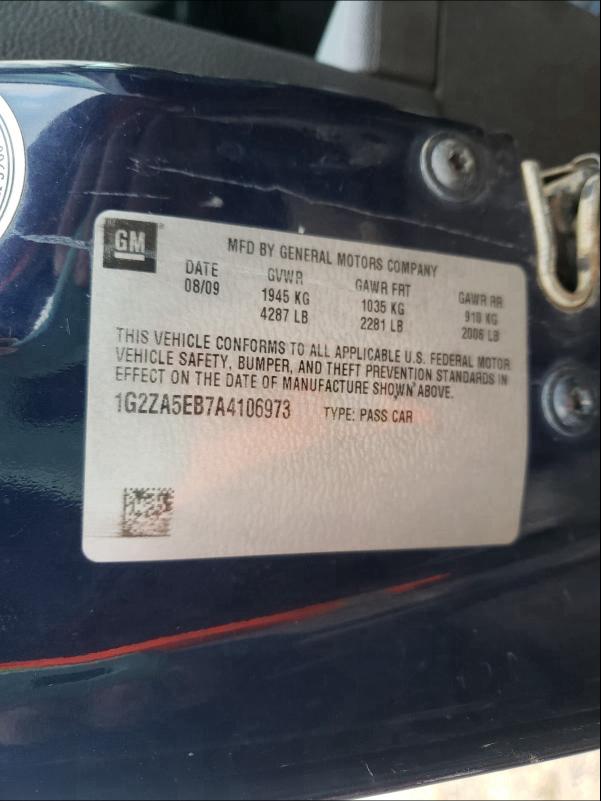 GM
MFD BY GENERAL MOTORS COMPANY
DATE GVWR GAWR FRT GAWR RR
08/09 1945 KG 1035 KG 910 KG
4287 LB 2281 LB 2006 LB
THIS VEHICLE CONFORMS TO ALL APPLICABLE U.S. FEDERAL MOTOR
VEHICLE SAFETY, BUMPER, AND THEFT PREVENTION STANDARDS IN
EFFECT ON THE DATE OF MANUFACTURE SHOWN ABOVE.
1G2ZA5EB7A4106973 TYPE: PASS CAR